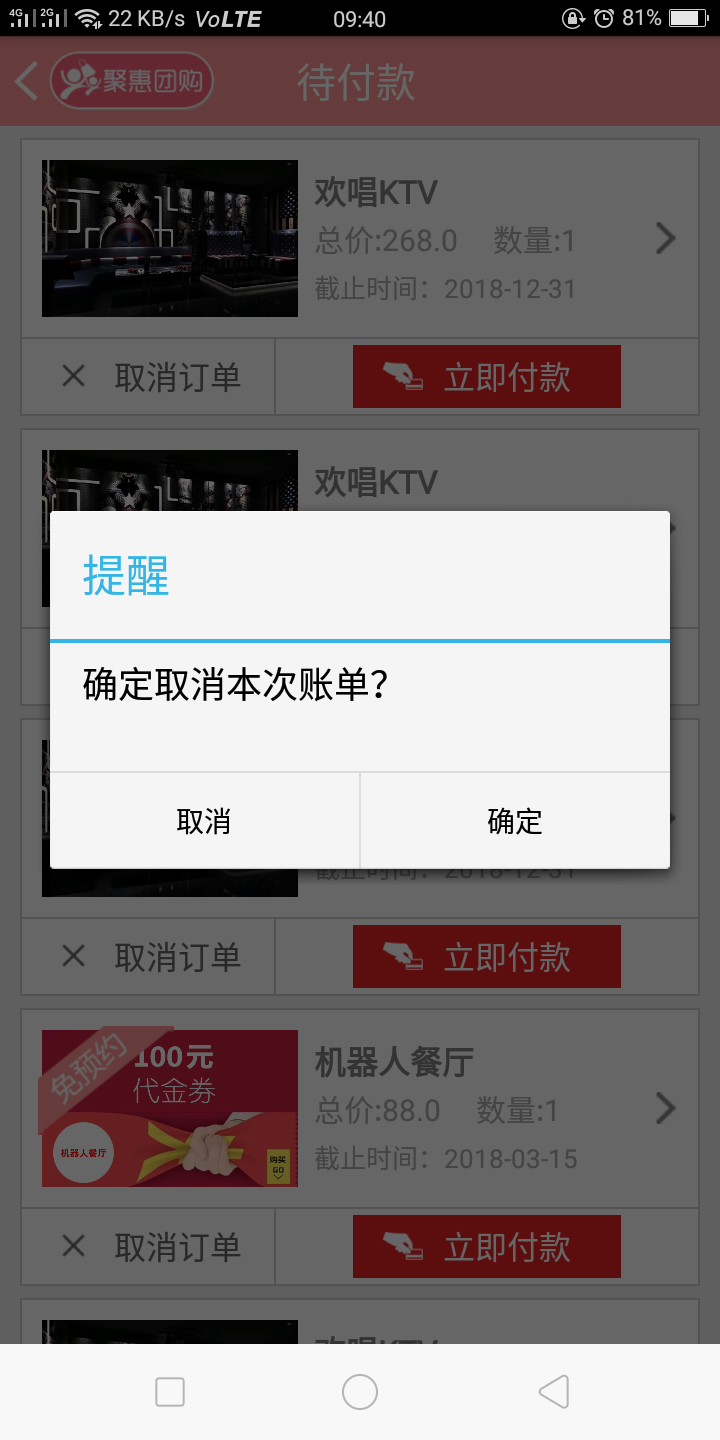 4G 2G 22 KB/s VoLTE 09:40 81%
聚惠团购 待付款
欢唱KTV
总价:268.0 数量:1
截止时间：2018-12-31
取消订单 立即付款
欢唱KTV
提醒
确定取消本次账单？
取消 确定
截止时间：2018-12-31
取消订单 立即付款
免预约
100元
代金券
机器人餐厅
购买
GO
机器人餐厅
总价:88.0 数量:1
截止时间：2018-03-15
取消订单 立即付款
欢唱KTV